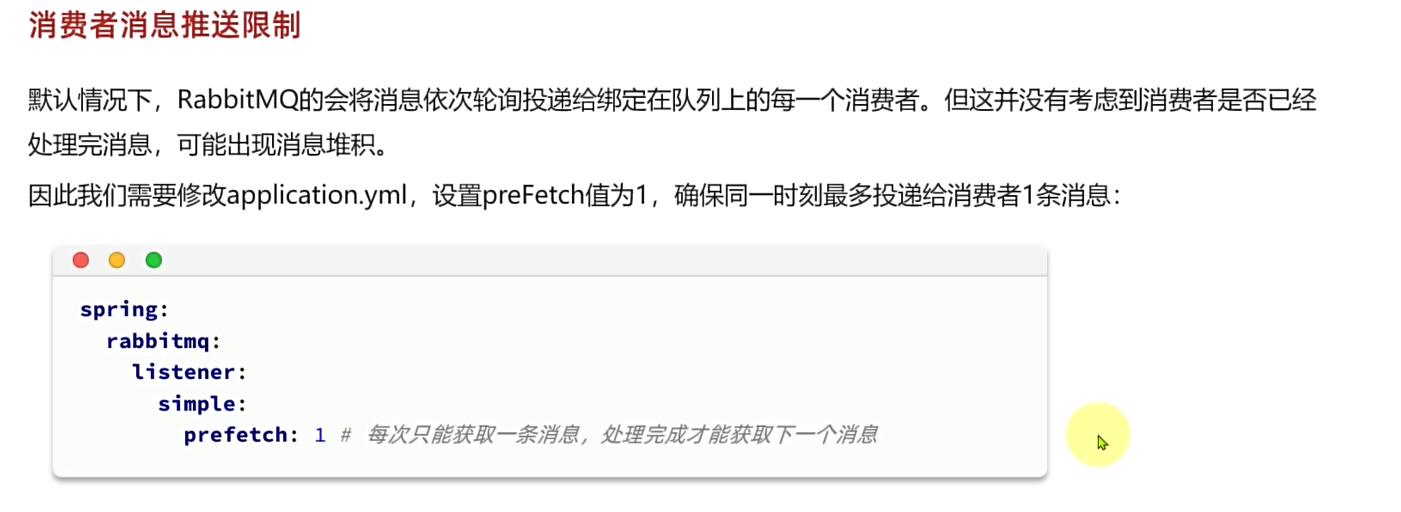 消费者消息推送限制
默认情况下，RabbitMQ的会将消息依次轮询投递给绑定在队列上的每一个消费者。但这并没有考虑到消费者是否已经
处理完消息，可能出现消息堆积。
因此我们需要修改application.yml，设置preFetch值为1，确保同一时刻最多投递给消费者1条消息：
spring:
  rabbitmq:
    listener:
      simple:
        prefetch: 1 # 每次只能获取一条消息，处理完成才能获取下一个消息